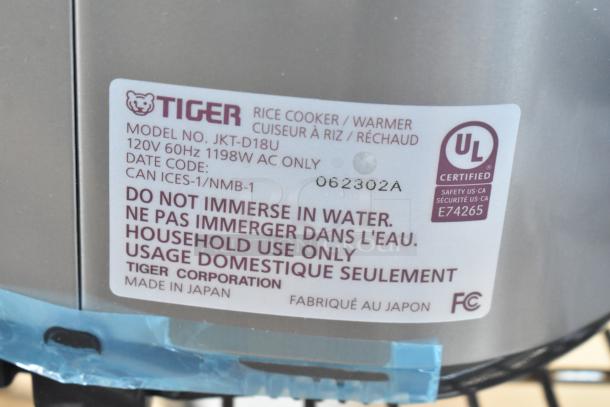 TIGER RICE COOKER / WARMER
CUISEUR À RIZ / RÉCHAUD
MODEL NO. JKT-D18U
120V 60Hz 1198W AC ONLY
DATE CODE: 062302A
CAN ICES-1/NMB-1
DO NOT IMMERSE IN WATER.
NE PAS IMMERGER DANS L'EAU.
HOUSEHOLD USE ONLY
USAGE DOMESTIQUE SEULEMENT
TIGER CORPORATION
MADE IN JAPAN
FABRIQUÉ AU JAPON
FC
UL
CERTIFIED
SAFETY US-CA
SÉCURITÉ US-CA
E74265